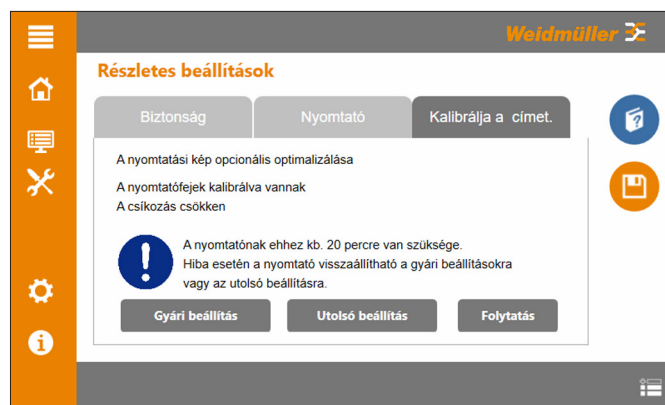 Weidmüller
Részletes beállítások
Biztonság
Nyomtató
Kalibrálja a címet.
A nyomtatási kép opcionális optimalizálása
A nyomtatófejek kalibrálva vannak
A csíkozás csökken
A nyomtatónak ehhez kb. 20 percre van szüksége.
Hiba esetén a nyomtató visszaállítható a gyári beállításokra
vagy az utolsó beállításra.
Gyári beállítás
Utolsó beállítás
Folytatás